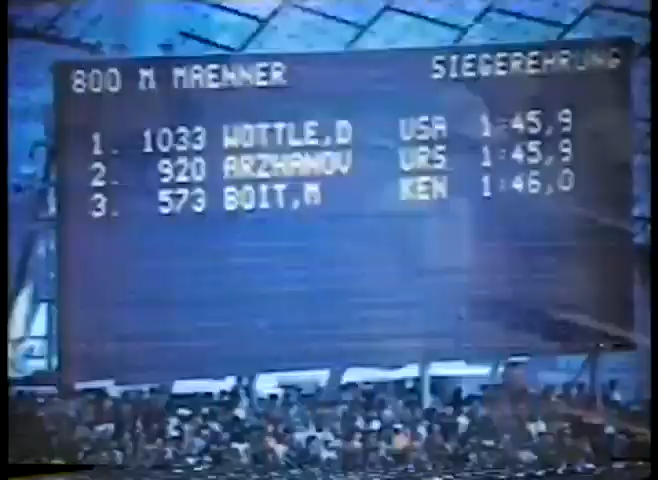 800 M MAENNER SIEGEREHRUNG
1. 1033 WOTTLE,D USA 1:45,9
2. 920 ARZHANOV URS 1:45,9
3. 573 BOIT,M KEN 1:46,0